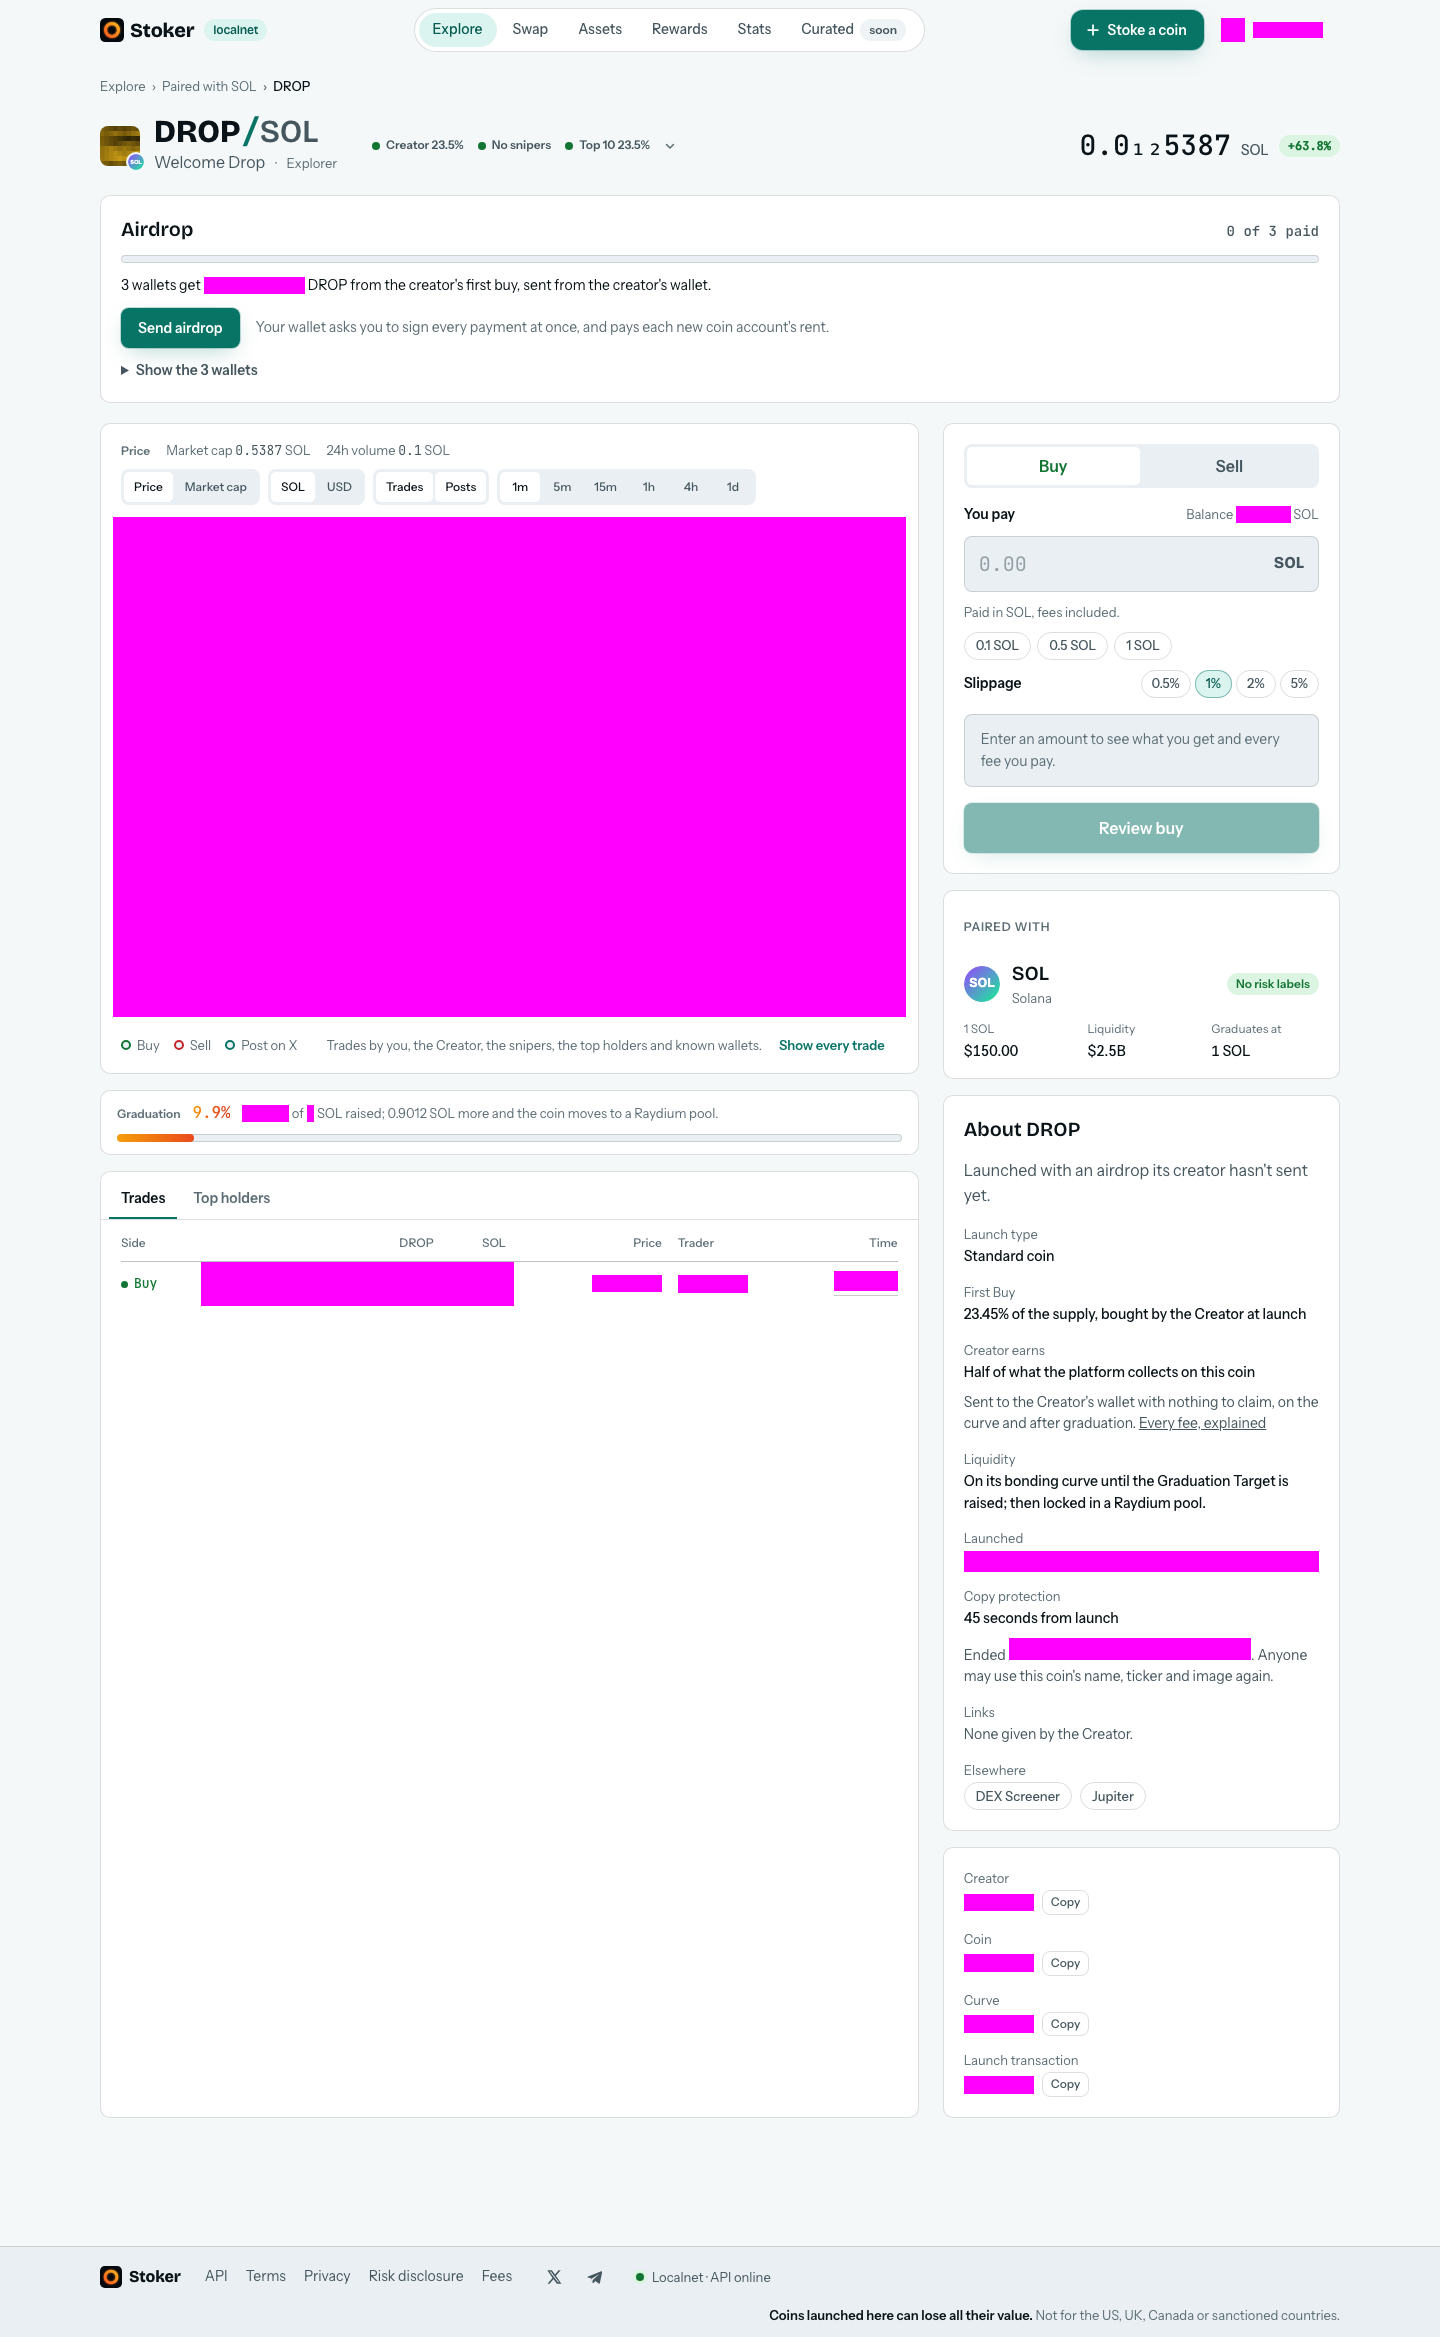 Stoker localnet Explore Swap Assets Rewards Stats Curated soon + Stoke a coin
Explore › Paired with SOL › DROP
DROP/SOL
SOL
Welcome Drop · Explorer
Creator 23.5% No snipers Top 10 23.5%
0.0₁₂5387 SOL +63.8%
Airdrop
0 of 3 paid
3 wallets get DROP from the creator's first buy, sent from the creator's wallet.
Send airdrop Your wallet asks you to sign every payment at once, and pays each new coin account's rent.
Show the 3 wallets
Price Market cap 0.5387 SOL 24h volume 0.1 SOL
Price Market cap SOL USD Trades Posts 1m 5m 15m 1h 4h 1d
Buy Sell Post on X Trades by you, the Creator, the snipers, the top holders and known wallets. Show every trade
Graduation 9.9% of SOL raised; 0.9012 SOL more and the coin moves to a Raydium pool.
Trades Top holders
Side DROP SOL Price Trader Time
Buy
Buy Sell
You pay Balance SOL
0.00 SOL
Paid in SOL, fees included.
0.1 SOL 0.5 SOL 1 SOL
Slippage 0.5% 1% 2% 5%
Enter an amount to see what you get and every
fee you pay.
Review buy
PAIRED WITH
SOL
SOL
Solana
No risk labels
1 SOL Liquidity Graduates at
$150.00 $2.5B 1 SOL
About DROP
Launched with an airdrop its creator hasn't sent
yet.
Launch type
Standard coin
First Buy
23.45% of the supply, bought by the Creator at launch
Creator earns
Half of what the platform collects on this coin
Sent to the Creator's wallet with nothing to claim, on the
curve and after graduation. Every fee, explained
Liquidity
On its bonding curve until the Graduation Target is
raised; then locked in a Raydium pool.
Launched
Copy protection
45 seconds from launch
Ended . Anyone
may use this coin's name, ticker and image again.
Links
None given by the Creator.
Elsewhere
DEX Screener Jupiter
Creator
Copy
Coin
Copy
Curve
Copy
Launch transaction
Copy
Stoker API Terms Privacy Risk disclosure Fees Localnet · API online
Coins launched here can lose all their value. Not for the US, UK, Canada or sanctioned countries.